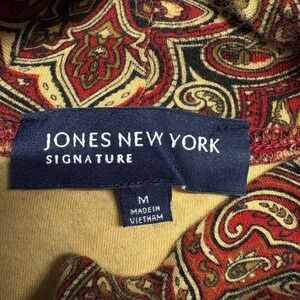 JONES NEW YORK
SIGNATURE
M
MADE IN
VIETNAM